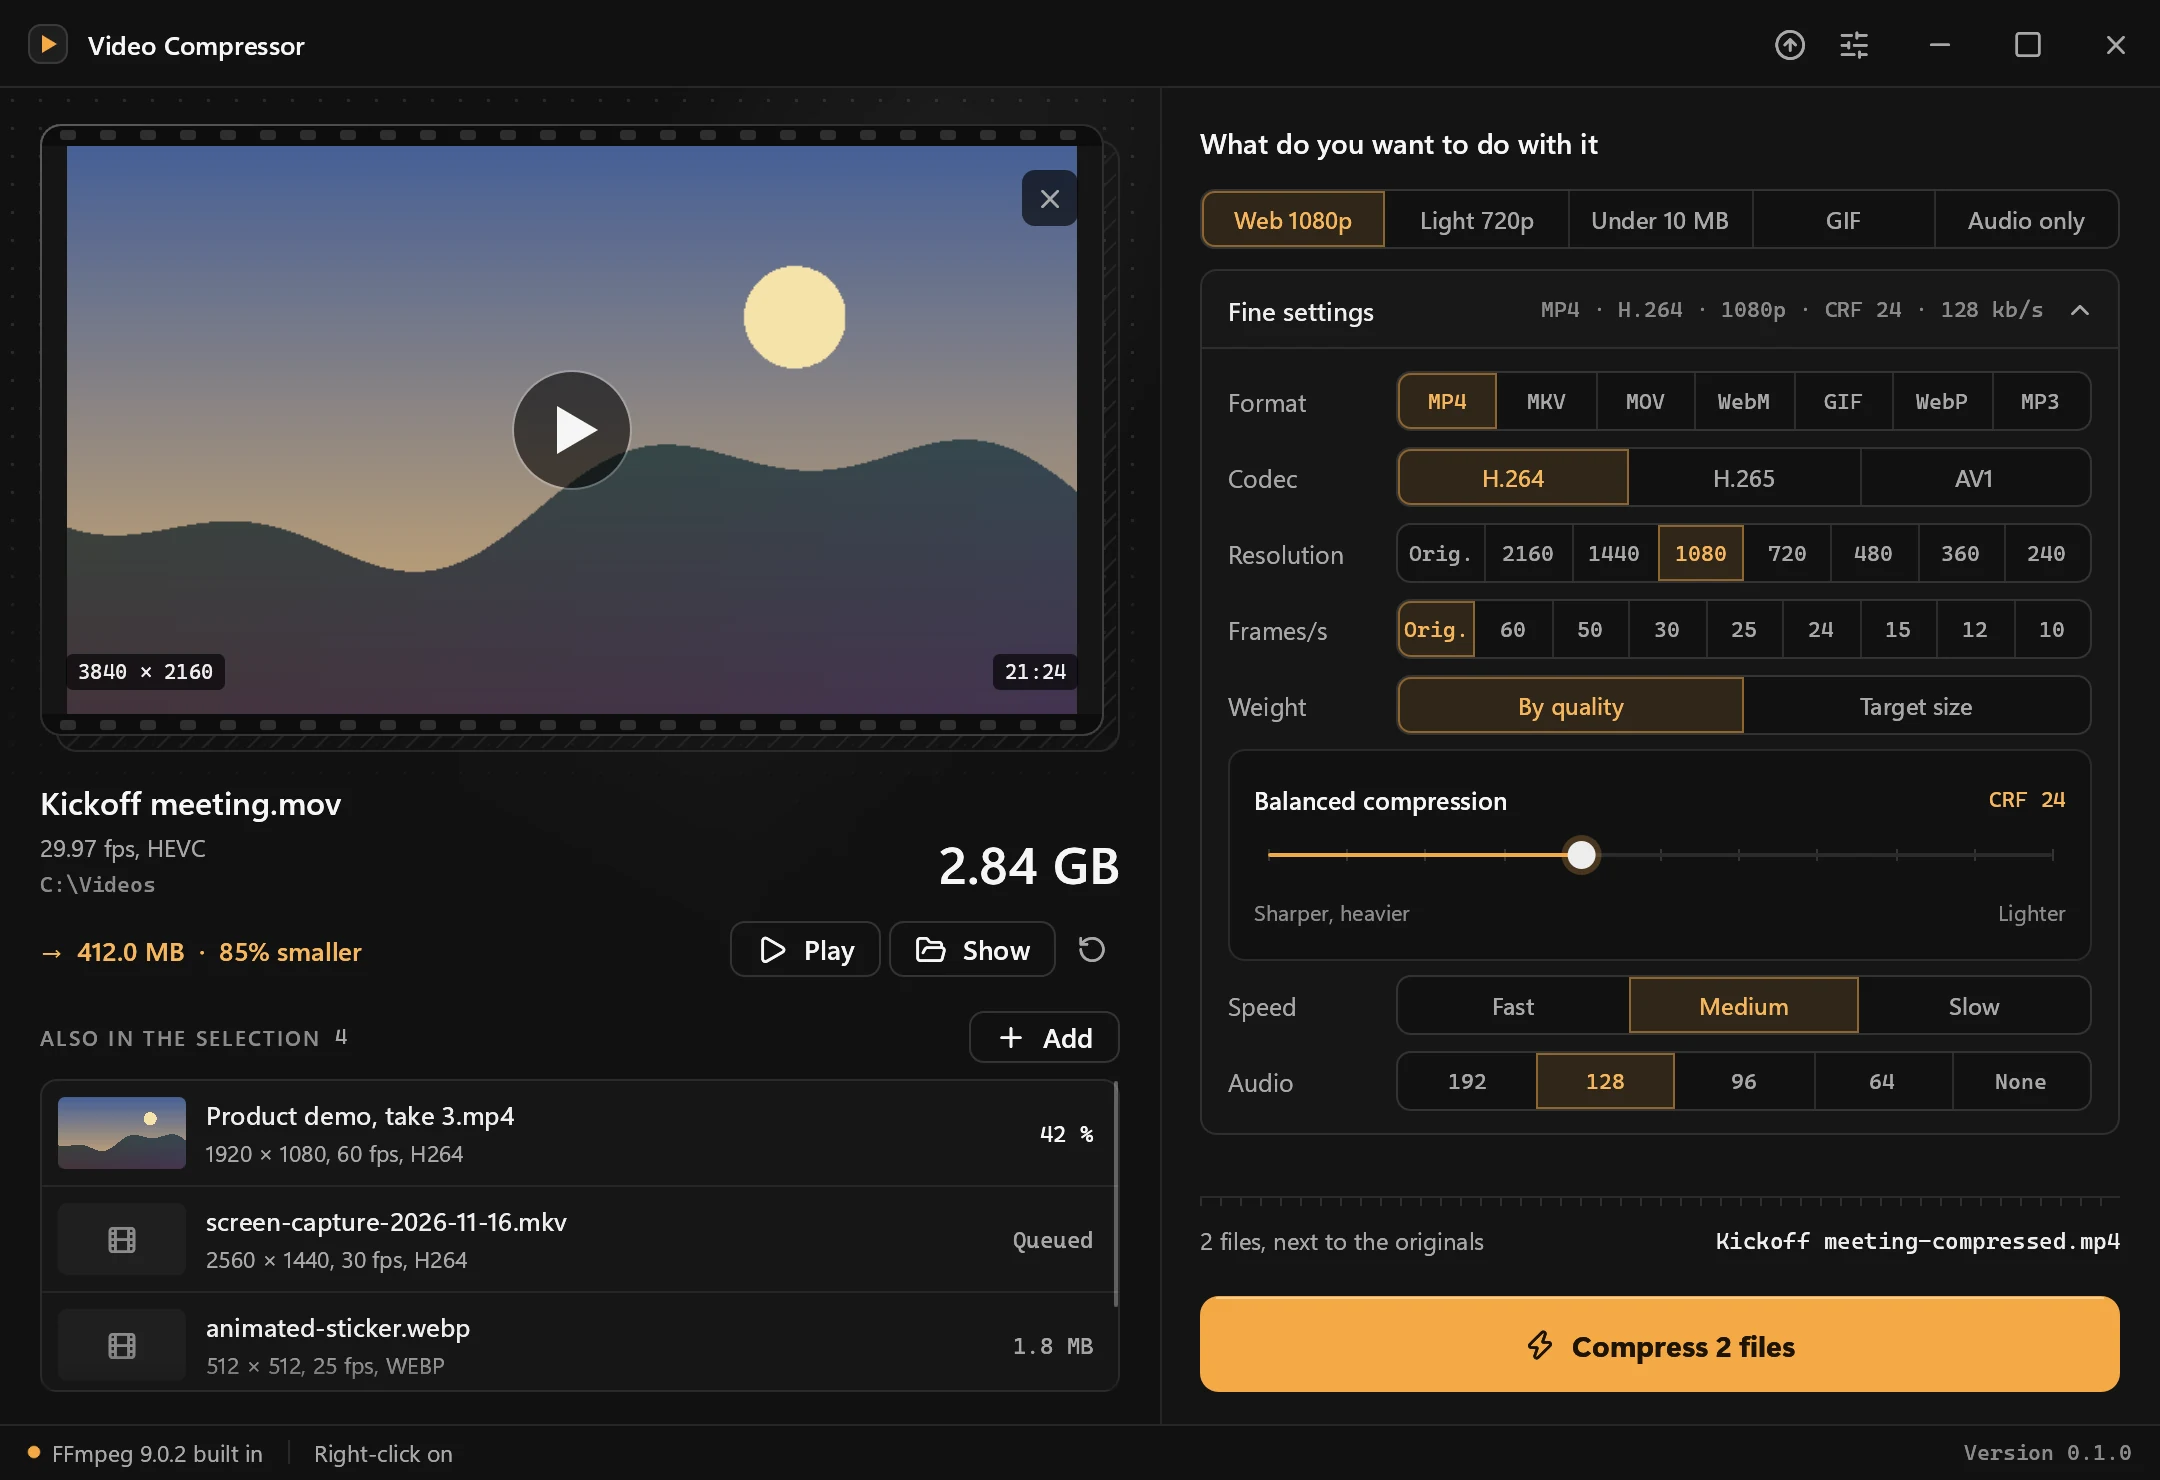 Video Compressor
3840 × 2160
21:24
Kickoff meeting.mov
29.97 fps, HEVC
C:\Videos
2.84 GB
→ 412.0 MB · 85% smaller
Play
Show
ALSO IN THE SELECTION 4
Add
Product demo, take 3.mp4
1920 × 1080, 60 fps, H264
42 %
screen-capture-2026-11-16.mkv
2560 × 1440, 30 fps, H264
Queued
animated-sticker.webp
512 × 512, 25 fps, WEBP
1.8 MB
What do you want to do with it
Web 1080p Light 720p Under 10 MB GIF Audio only
Fine settings MP4 · H.264 · 1080p · CRF 24 · 128 kb/s
Format MP4 MKV MOV WebM GIF WebP MP3
Codec H.264 H.265 AV1
Resolution Orig. 2160 1440 1080 720 480 360 240
Frames/s Orig. 60 50 30 25 24 15 12 10
Weight By quality Target size
Balanced compression CRF 24
Sharper, heavier Lighter
Speed Fast Medium Slow
Audio 192 128 96 64 None
2 files, next to the originals Kickoff meeting-compressed.mp4
Compress 2 files
FFmpeg 9.0.2 built in Right-click on Version 0.1.0